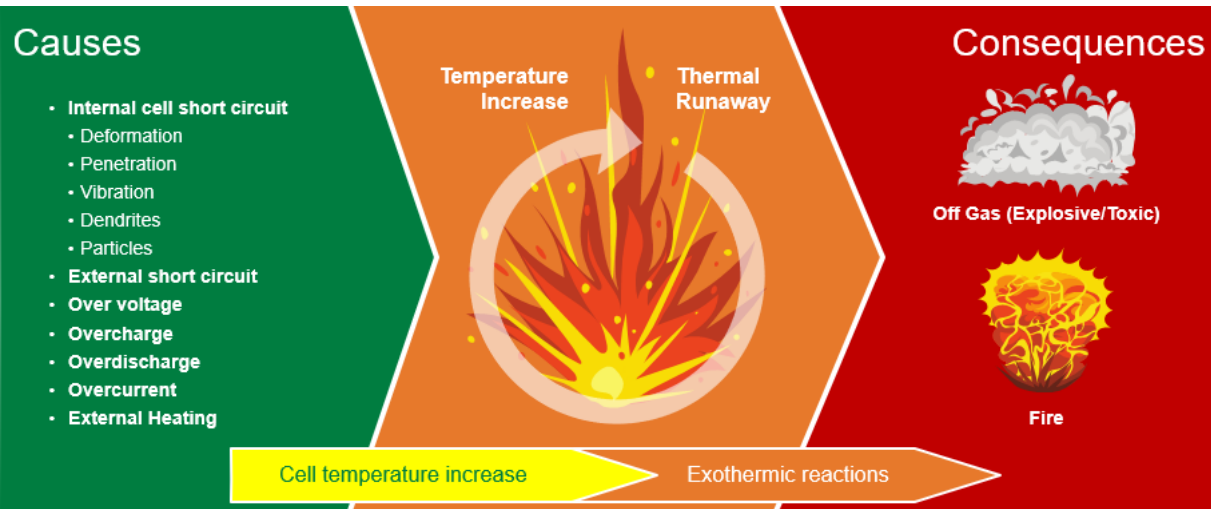 Causes
• Internal cell short circuit
• Deformation
• Penetration
• Vibration
• Dendrites
• Particles
• External short circuit
• Over voltage
• Overcharge
• Overdischarge
• Overcurrent
• External Heating
Temperature
Increase
Thermal
Runaway
Consequences
Off Gas (Explosive/Toxic)
Fire
Cell temperature increase
Exothermic reactions